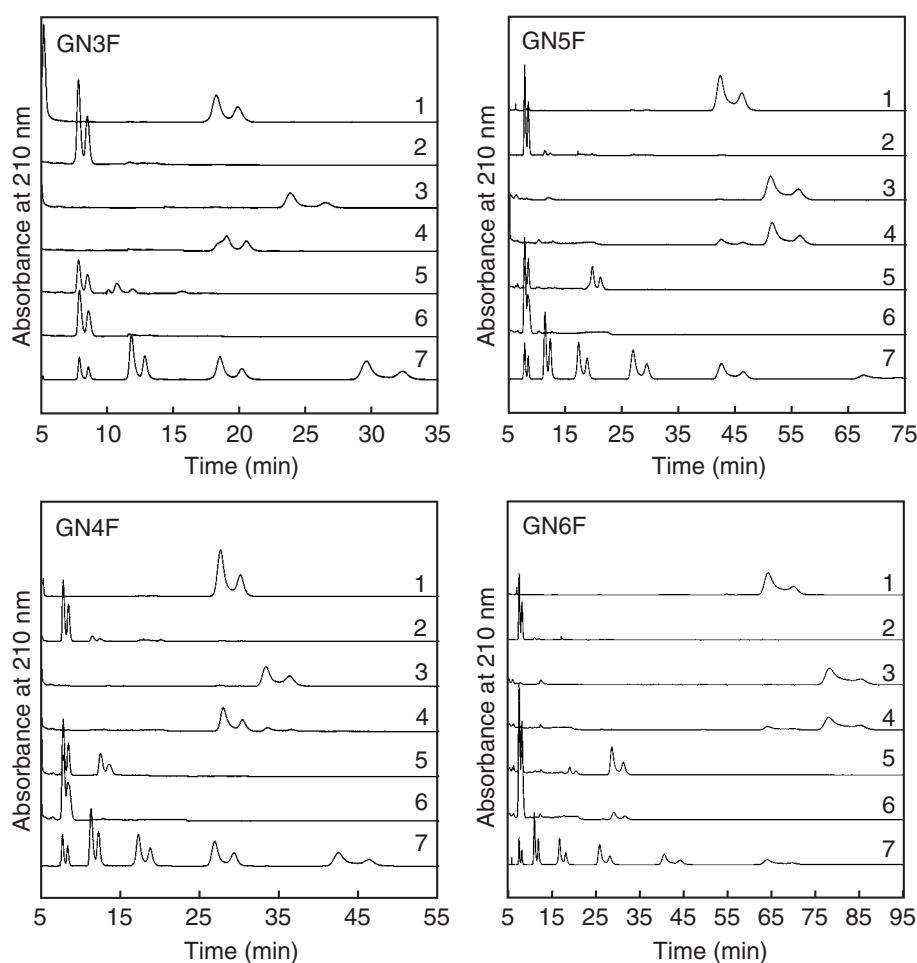 GN3F
1
2
3
4
5
6
7
Absorbance at 210 nm
5 10 15 20 25 30 35
Time (min)
GN5F
1
2
3
4
5
6
7
Absorbance at 210 nm
5 15 25 35 45 55 65 75
Time (min)
GN4F
1
2
3
4
5
6
7
Absorbance at 210 nm
5 15 25 35 45 55
Time (min)
GN6F
1
2
3
4
5
6
7
Absorbance at 210 nm
5 15 25 35 45 55 65 75 85 95
Time (min)